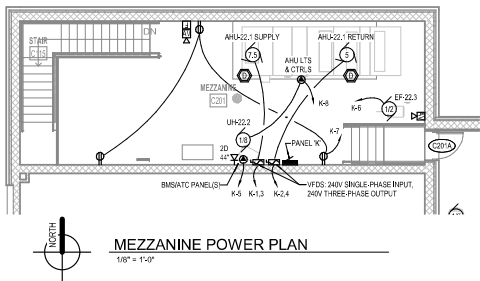 DN
STAIR
C115
AHU-22.1 SUPPLY
AHU-22.1 RETURN
7.5
5
AHU LTS
& CTRLS
MEZZANINE
C201
K-8
K-6
EF-22.3
1/2
UH-22.2
1/8
K-7
2D
44"
PANEL 'K'
C201A
BMS/ATC PANEL(S)
K-5
K-1,3
K-2,4
VFDS: 240V SINGLE-PHASE INPUT,
240V THREE-PHASE OUTPUT
NORTH
MEZZANINE POWER PLAN
1/8" = 1'-0"